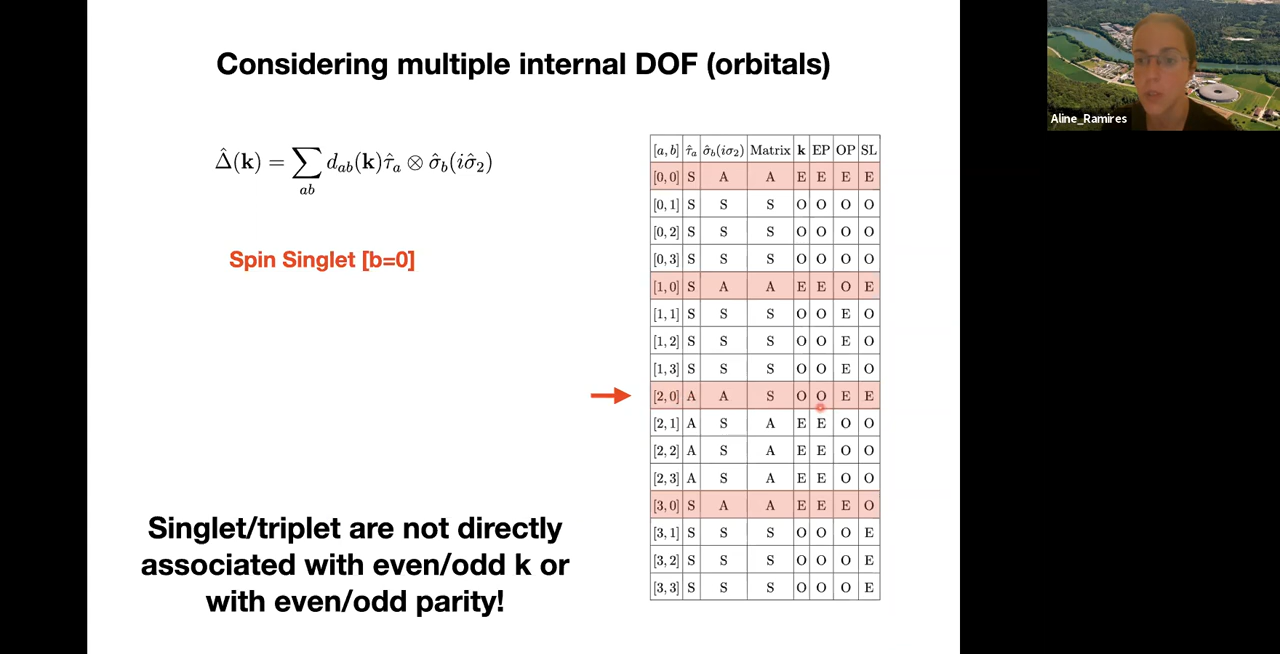 Considering multiple internal DOF (orbitals)
Aline_Ramires
Δ̂(k) = ∑_{ab} d_{ab}(k)τ̂_a ⊗ σ̂_b(iσ̂_2)
Spin Singlet [b=0]
[a, b] τ̂_a σ̂_b(iσ_2) Matrix k EP OP SL
[0, 0] S A A E E E E
[0, 1] S S S O O O O
[0, 2] S S S O O O O
[0, 3] S S S O O O O
[1, 0] S A A E E O E
[1, 1] S S S O O E O
[1, 2] S S S O O E O
[1, 3] S S S O O E O
[2, 0] A A S O O E E
[2, 1] A S A E E O O
[2, 2] A S A E E O O
[2, 3] A S A E E O O
[3, 0] S A A E E E O
[3, 1] S S S O O O E
[3, 2] S S S O O O E
[3, 3] S S S O O O E
Singlet/triplet are not directly
associated with even/odd k or
with even/odd parity!